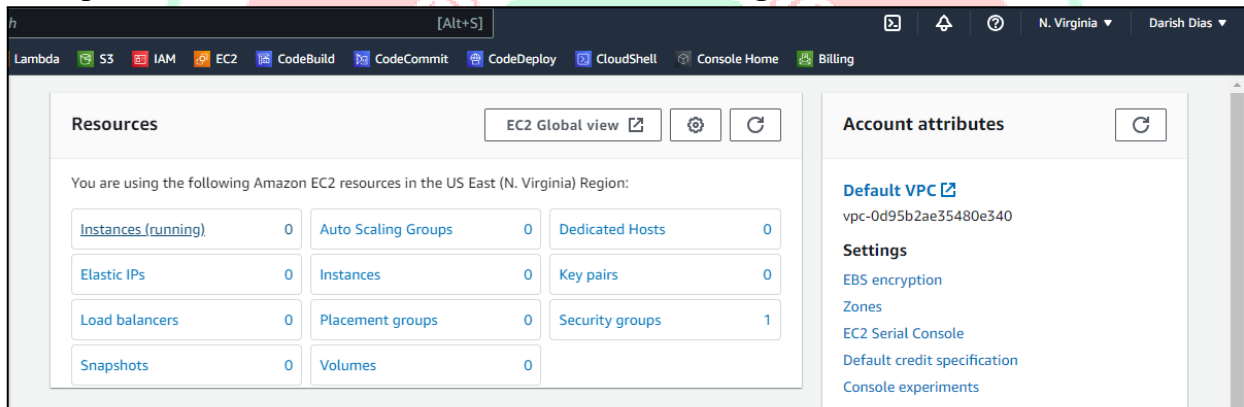 h
[Alt+S]
N. Virginia
Darish Dias
Lambda S3 IAM EC2 CodeBuild CodeCommit CodeDeploy CloudShell Console Home Billing
Resources
EC2 Global view
You are using the following Amazon EC2 resources in the US East (N. Virginia) Region:
Instances (running) 0 Auto Scaling Groups 0 Dedicated Hosts 0
Elastic IPs 0 Instances 0 Key pairs 0
Load balancers 0 Placement groups 0 Security groups 1
Snapshots 0 Volumes 0
Account attributes
Default VPC
vpc-0d95b2ae35480e340
Settings
EBS encryption
Zones
EC2 Serial Console
Default credit specification
Console experiments